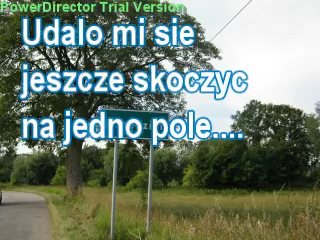 PowerDirector Trial Version
Udalo mi sie
jeszcze skoczyc
na jedno pole....